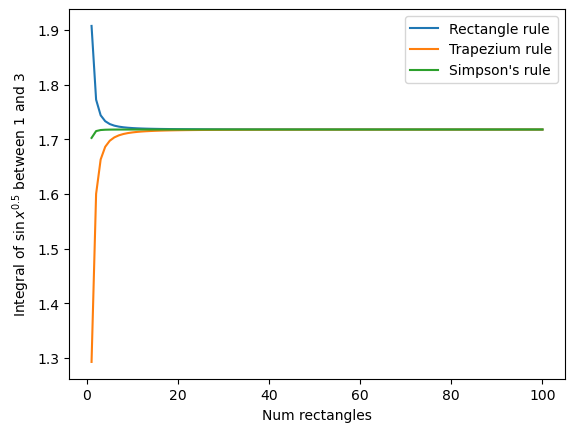 Rectangle rule
Trapezium rule
Simpson's rule
Integral of sin x^0.5 between 1 and 3
1.9
1.8
1.7
1.6
1.5
1.4
1.3
0 20 40 60 80 100
Num rectangles